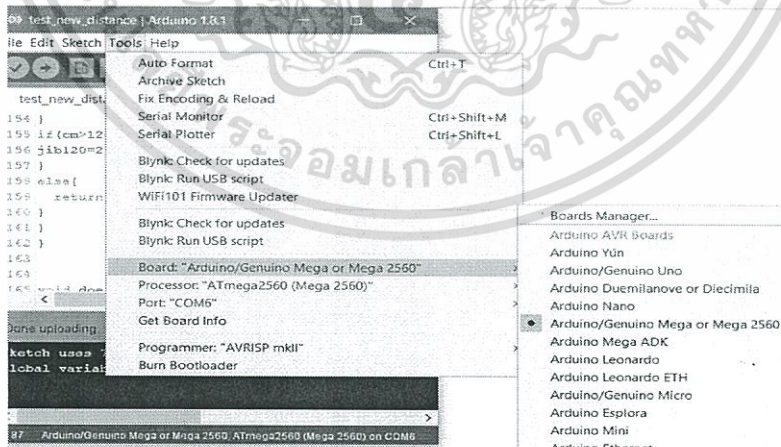 test_new_distance | Arduino 1.8.1
ile Edit Sketch Tools Help
Auto Format Ctrl+T
Archive Sketch
Fix Encoding & Reload
Serial Monitor Ctrl+Shift+M
Serial Plotter Ctrl+Shift+L
Blynk: Check for updates
Blynk: Run USB script
WiFi101 Firmware Updater
Blynk: Check for updates
Blynk: Run USB script
Board: "Arduino/Genuino Mega or Mega 2560"
Processor: "ATmega2560 (Mega 2560)"
Port: "COM6"
Get Board Info
Programmer: "AVRISP mkII"
Burn Bootloader
test_new_dista
154 }
155 if(cm>12
156 jib120=2
157 }
159 else{
159 return
160 }
161 }
162 }
163
164
165 void doe
Done uploading
ketch uses
lobal variab
87 Arduino/Genuino Mega or Mega 2560, ATmega2560 (Mega 2560) on COM6
Boards Manager...
Arduino AVR Boards
Arduino Yún
Arduino/Genuino Uno
Arduino Duemilanove or Diecimila
Arduino Nano
Arduino/Genuino Mega or Mega 2560
Arduino Mega ADK
Arduino Leonardo
Arduino Leonardo ETH
Arduino/Genuino Micro
Arduino Esplora
Arduino Mini
Arduino Ethernet